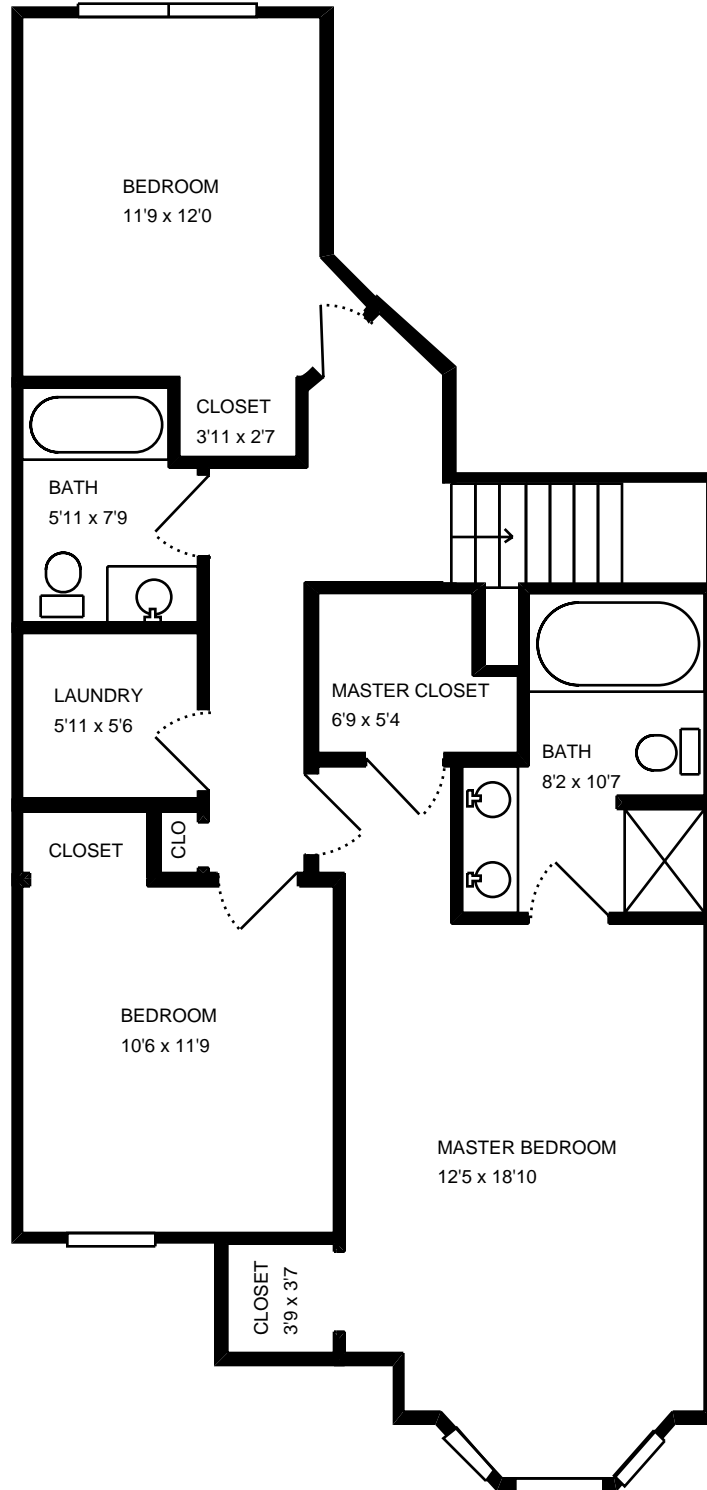 BEDROOM
11'9 x 12'0
CLOSET
3'11 x 2'7
BATH
5'11 x 7'9
LAUNDRY
5'11 x 5'6
MASTER CLOSET
6'9 x 5'4
BATH
8'2 x 10'7
CLOSET
CLO
BEDROOM
10'6 x 11'9
MASTER BEDROOM
12'5 x 18'10
CLOSET
3'9 x 3'7